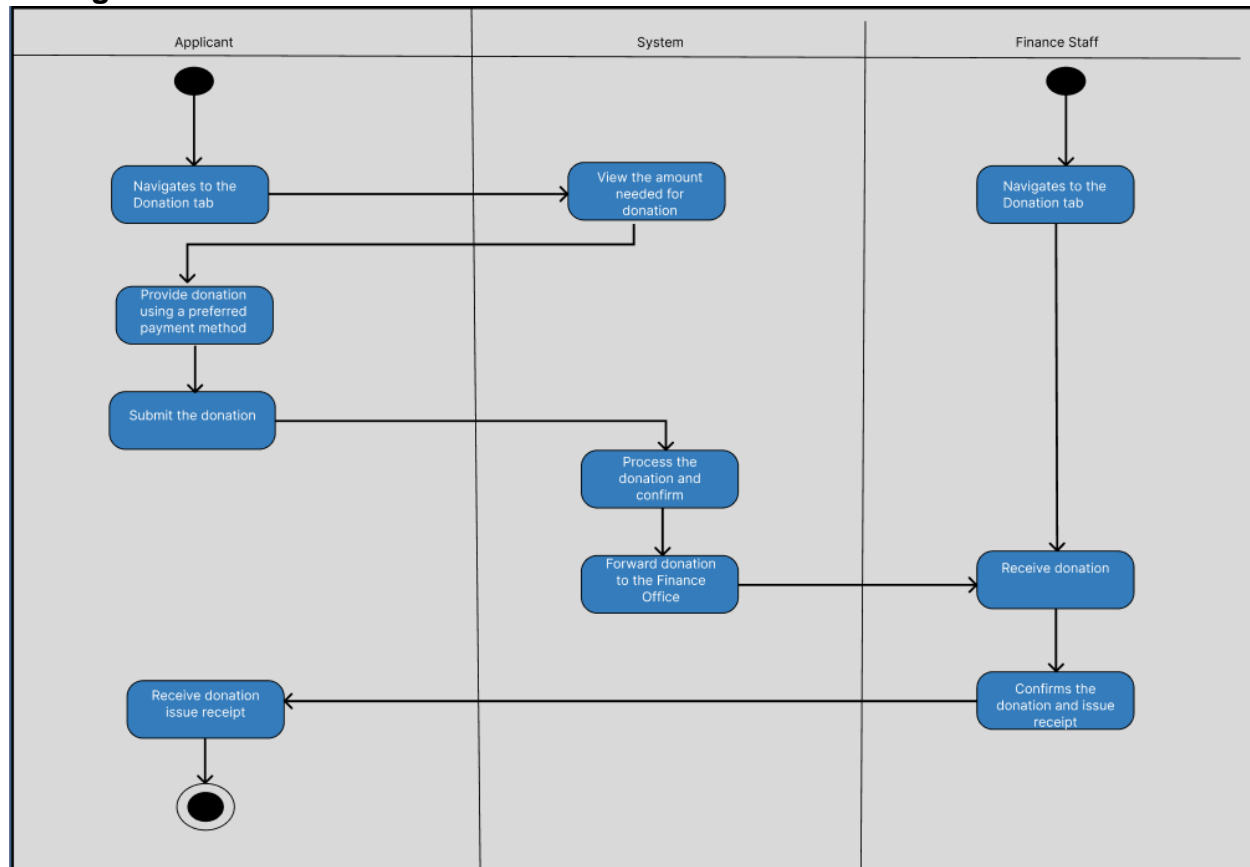 Applicant
System
Finance Staff
Navigates to the
Donation tab
View the amount
needed for
donation
Navigates to the
Donation tab
Provide donation
using a preferred
payment method
Submit the donation
Process the
donation and
confirm
Forward donation
to the Finance
Office
Receive donation
Receive donation
issue receipt
Confirms the
donation and issue
receipt